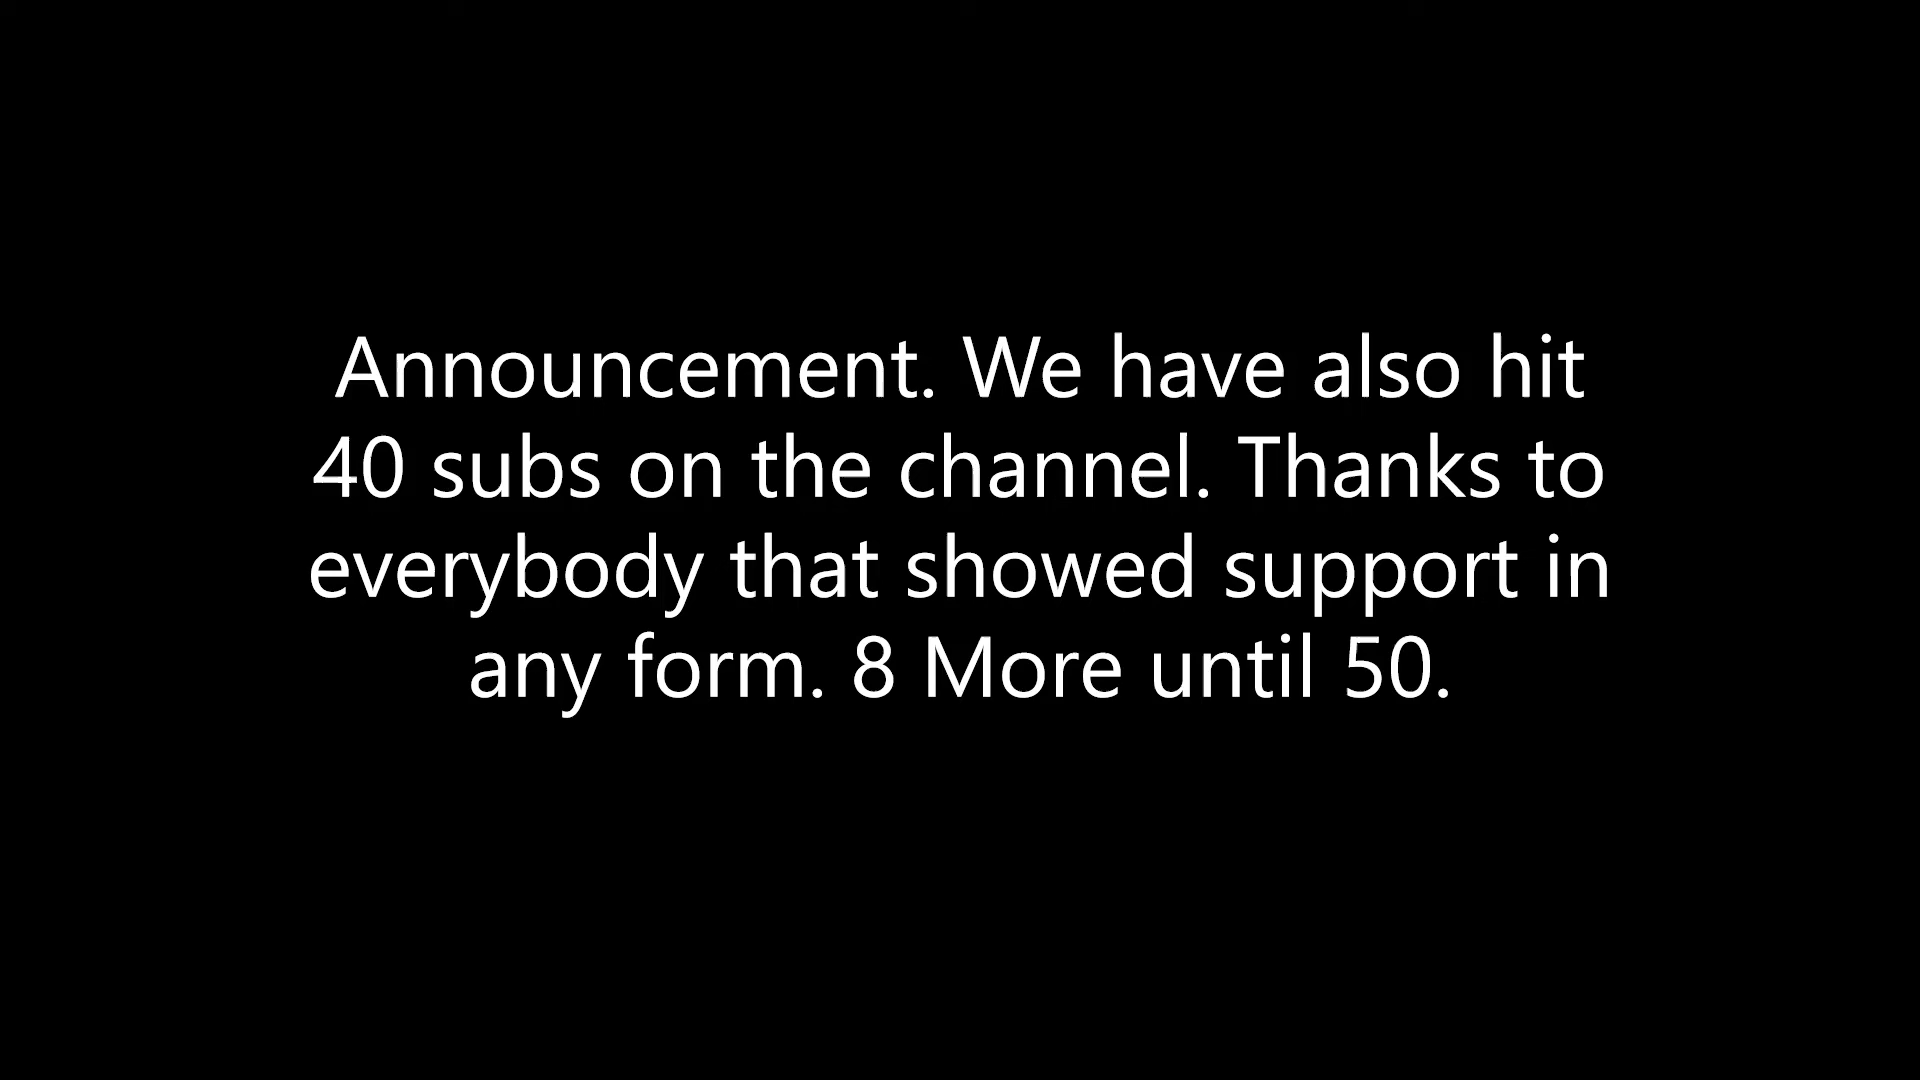 Announcement. We have also hit
40 subs on the channel. Thanks to
everybody that showed support in
any form. 8 More until 50.